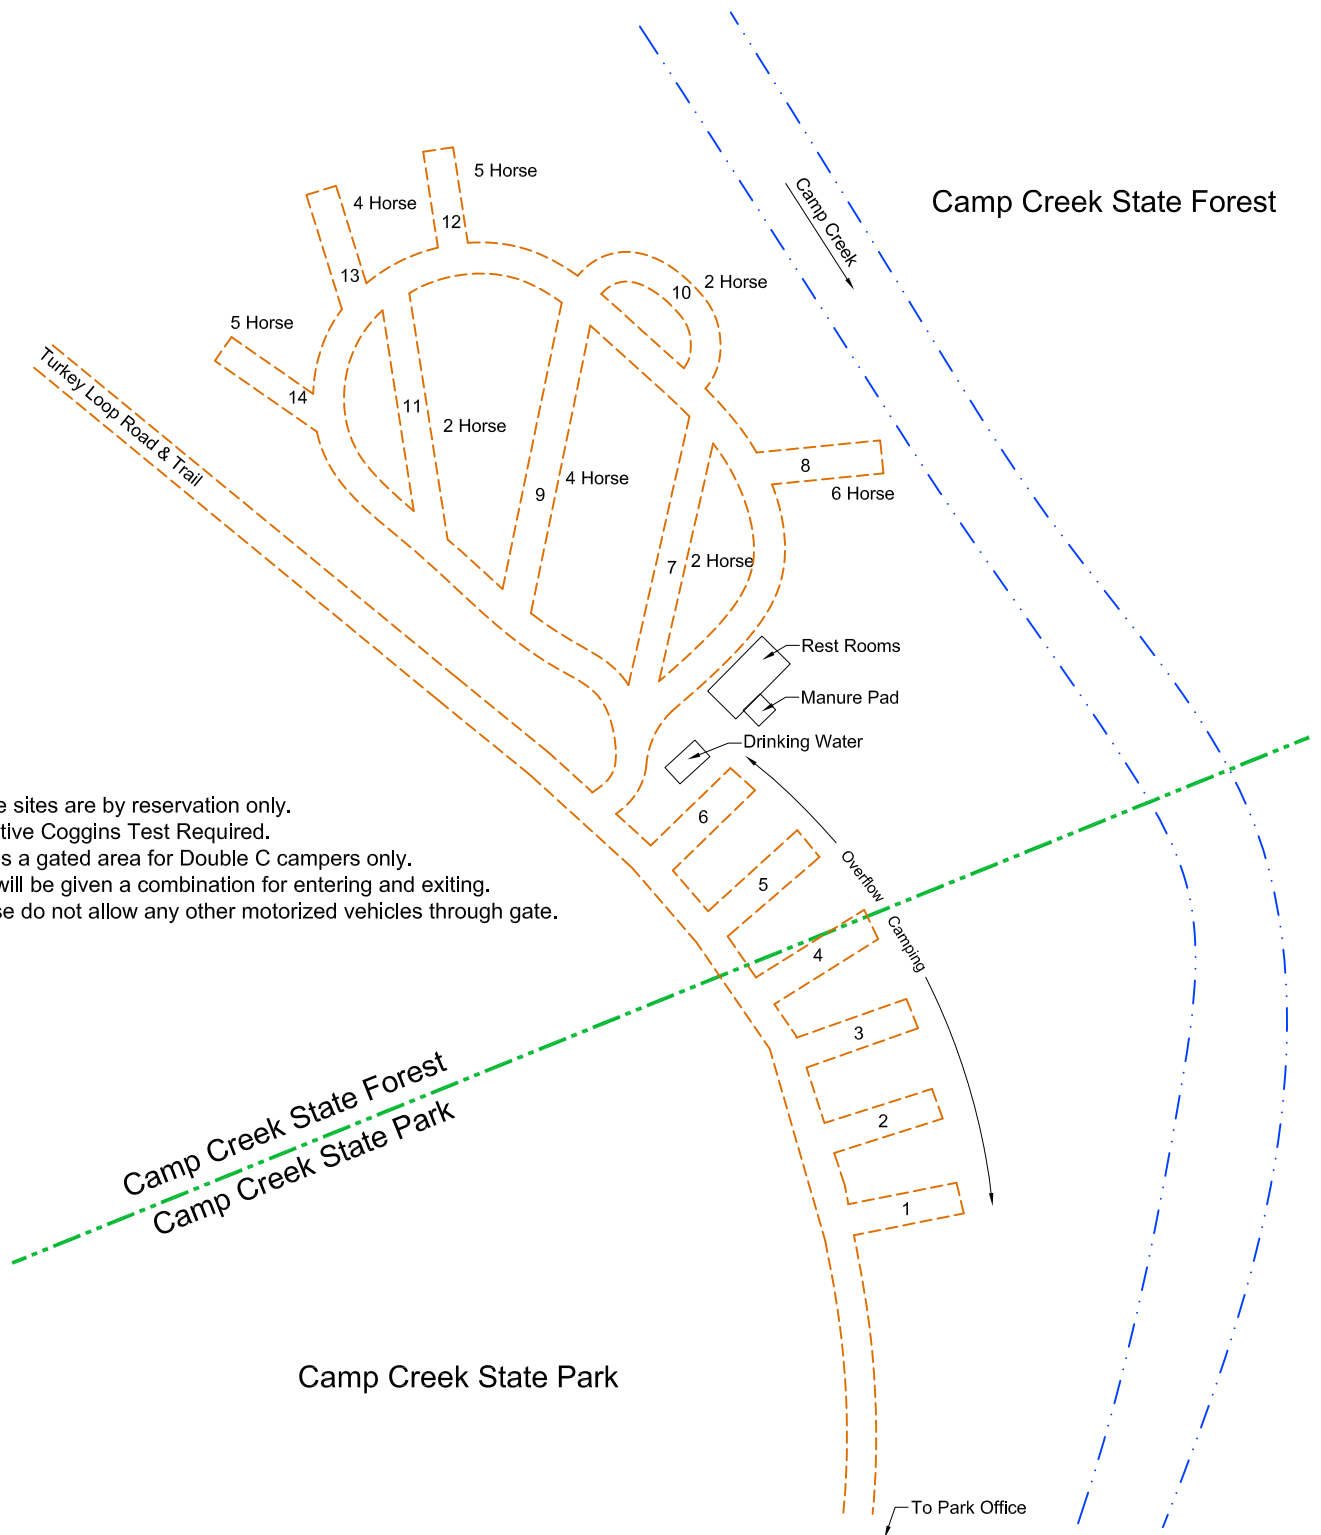 Camp Creek State Forest
Camp Creek
5 Horse
12
4 Horse
13
5 Horse
14
2 Horse
10
11
2 Horse
9
4 Horse
8
6 Horse
7
2 Horse
Turkey Loop Road & Trail
Rest Rooms
Manure Pad
Drinking Water
e sites are by reservation only.
tive Coggins Test Required.
s a gated area for Double C campers only.
will be given a combination for entering and exiting.
se do not allow any other motorized vehicles through gate.
6
5
4
3
2
1
Overflow Camping
Camp Creek State Forest
Camp Creek State Park
Camp Creek State Park
To Park Office